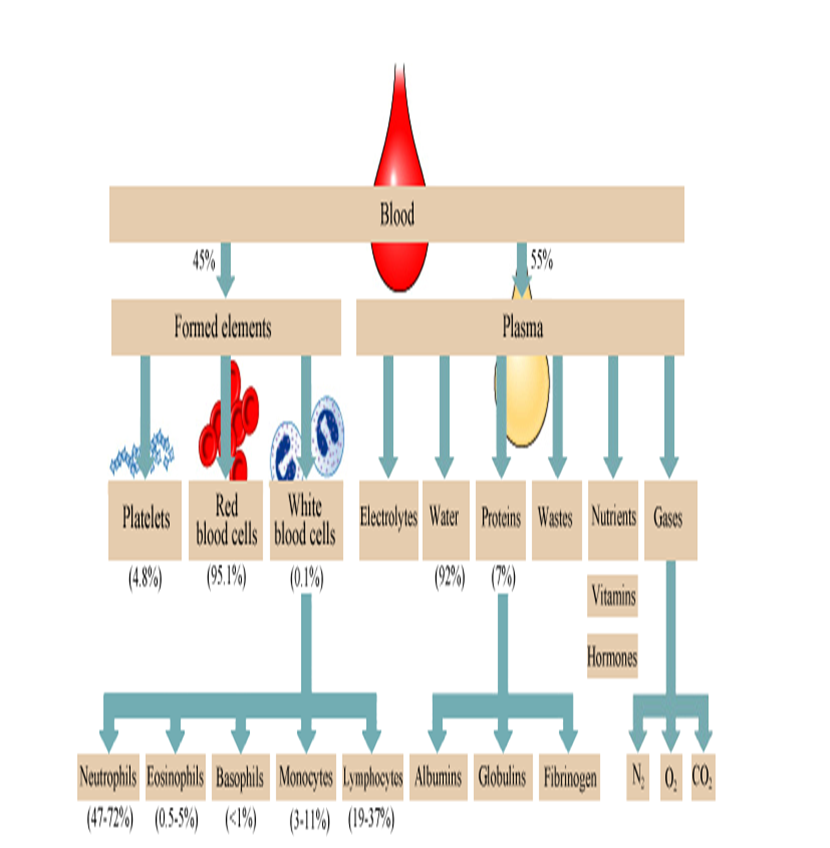 Blood
45%
55%
Formed elements
Plasma
Platelets
Red
blood cells
White
blood cells
Electrolytes
Water
Proteins
Wastes
Nutrients
Gases
(4.8%)
(95.1%)
(0.1%)
(92%)
(7%)
Vitamins
Hormones
Neutrophils
Eosinophils
Basophils
Monocytes
Lymphocytes
Albumins
Globulins
Fibrinogen
N₂
O₂
CO₂
(47-72%)
(0.5-5%)
(<1%)
(3-11%)
(19-37%)